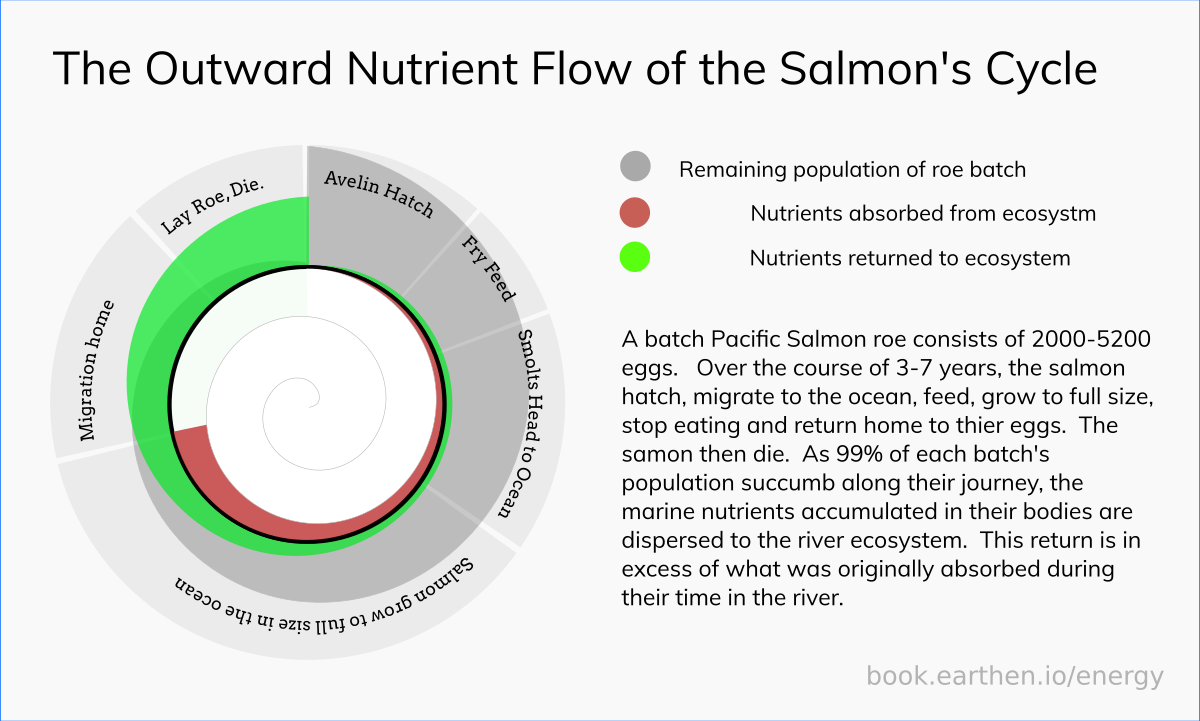 The Outward Nutrient Flow of the Salmon's Cycle
Avelin Hatch
Fry Feed
Smolts Head to Ocean
Salmon grow to full size in the ocean
Migration home
Lay Roe, Die.
Remaining population of roe batch
Nutrients absorbed from ecosystm
Nutrients returned to ecosystem
A batch Pacific Salmon roe consists of 2000-5200
eggs. Over the course of 3-7 years, the salmon
hatch, migrate to the ocean, feed, grow to full size,
stop eating and return home to thier eggs. The
samon then die. As 99% of each batch's
population succumb along their journey, the
marine nutrients accumulated in their bodies are
dispersed to the river ecosystem. This return is in
excess of what was originally absorbed during
their time in the river.
book.earthen.io/energy